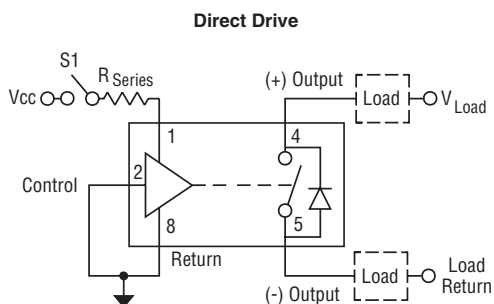 Direct Drive
S1
R Series
Vcc
(+) Output
Load
V Load
1
4
2
Control
8
5
Return
(-) Output
Load
Load
Return